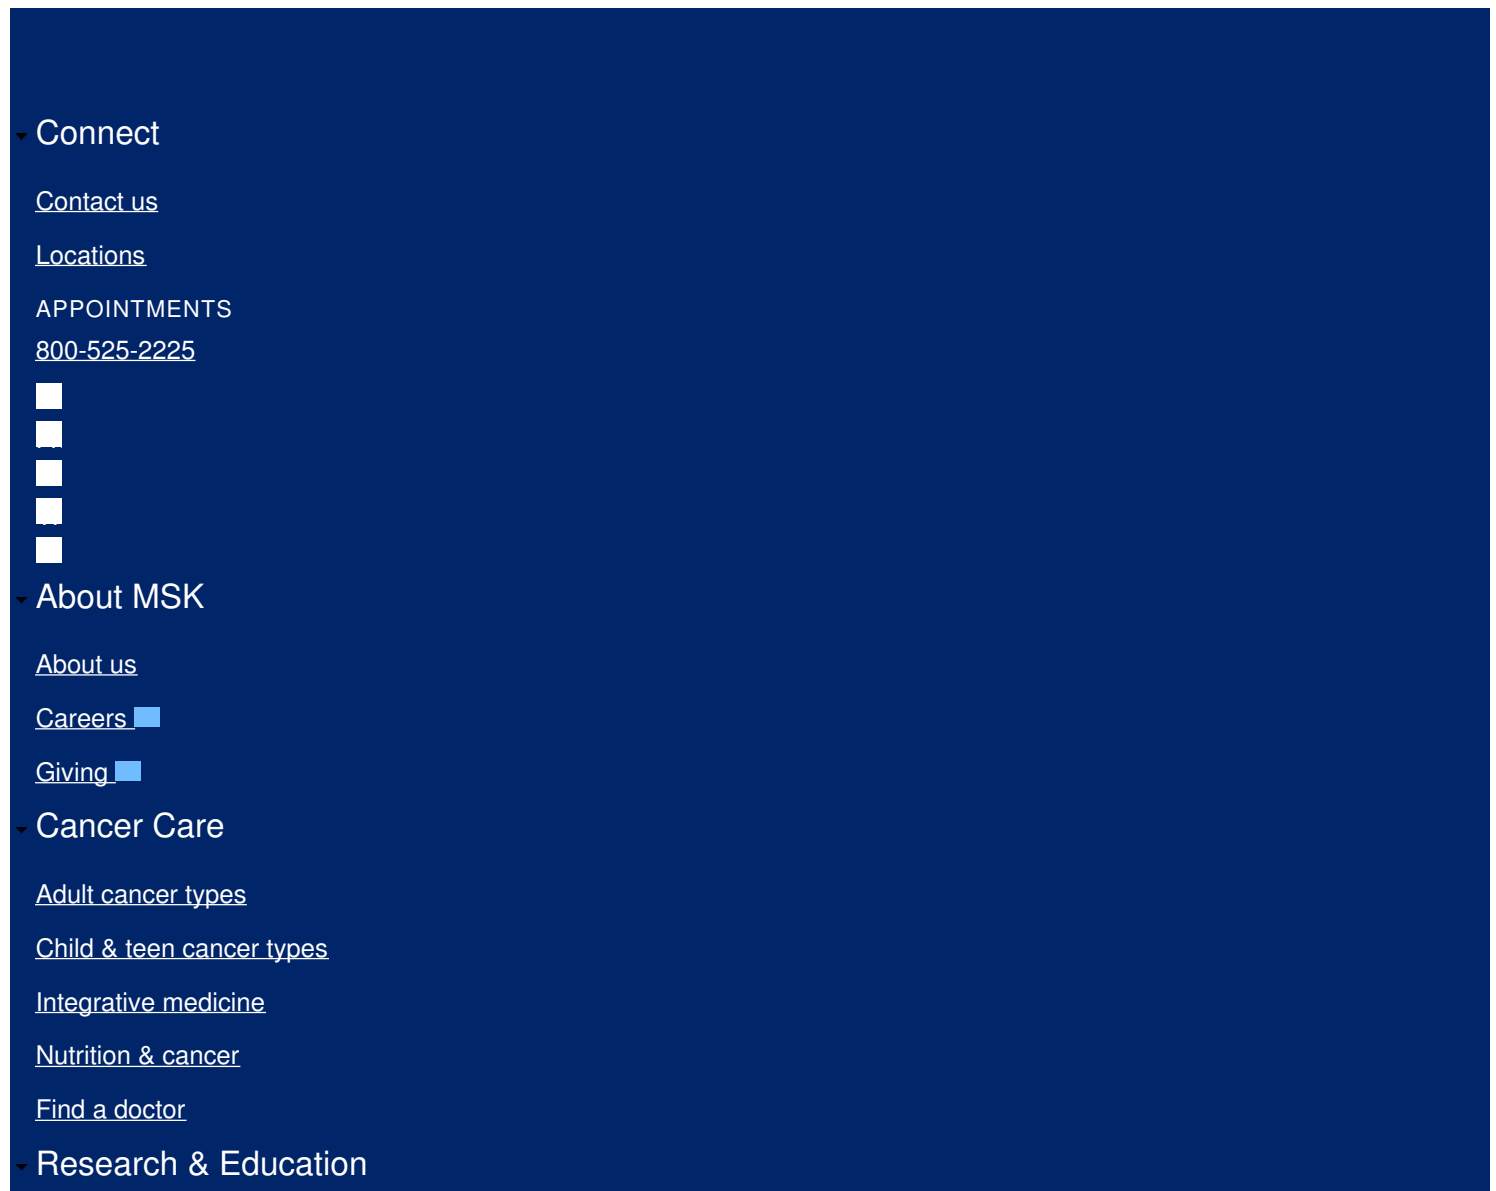 Connect
Contact us
Locations
APPOINTMENTS
800-525-2225
About MSK
About us
Careers
Giving
Cancer Care
Adult cancer types
Child & teen cancer types
Integrative medicine
Nutrition & cancer
Find a doctor
Research & Education